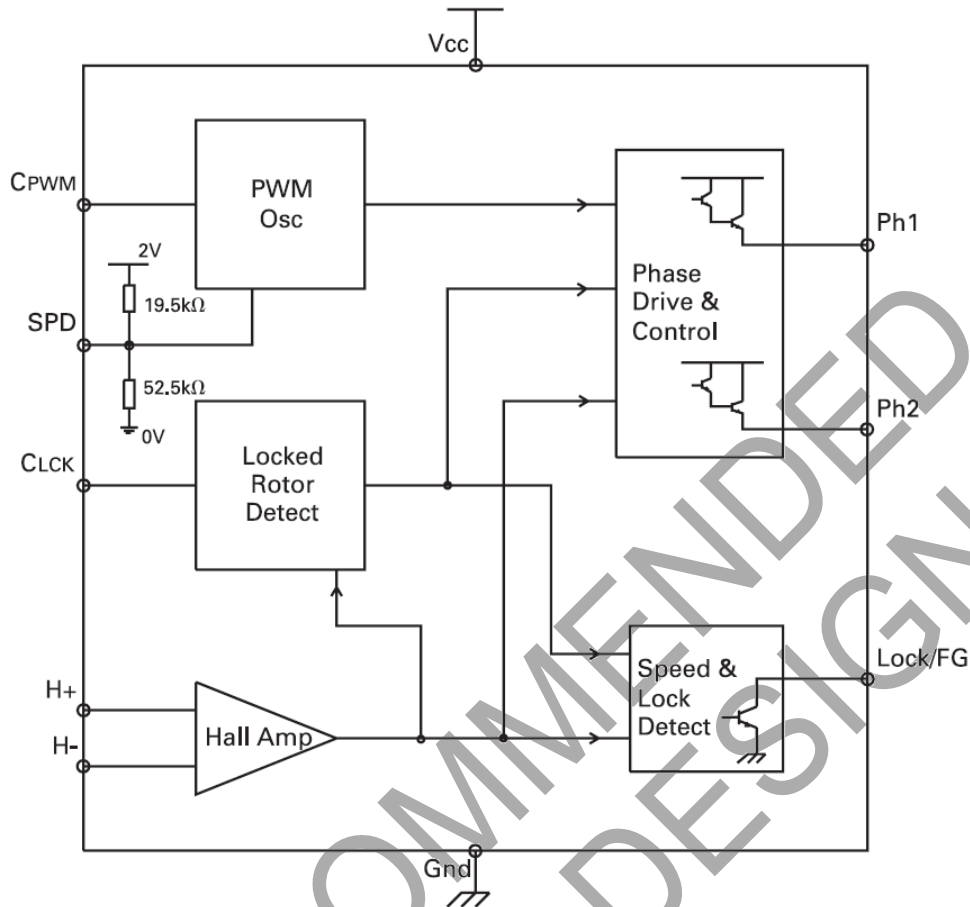 Vcc
CPWM
PWM
Osc
2V
19.5kΩ
SPD
52.5kΩ
0V
Phase
Drive &
Control
Ph1
Ph2
CLCK
Locked
Rotor
Detect
Speed &
Lock
Detect
Lock/FG
H+
H-
Hall Amp
Gnd
OMMENDED
DESIGN